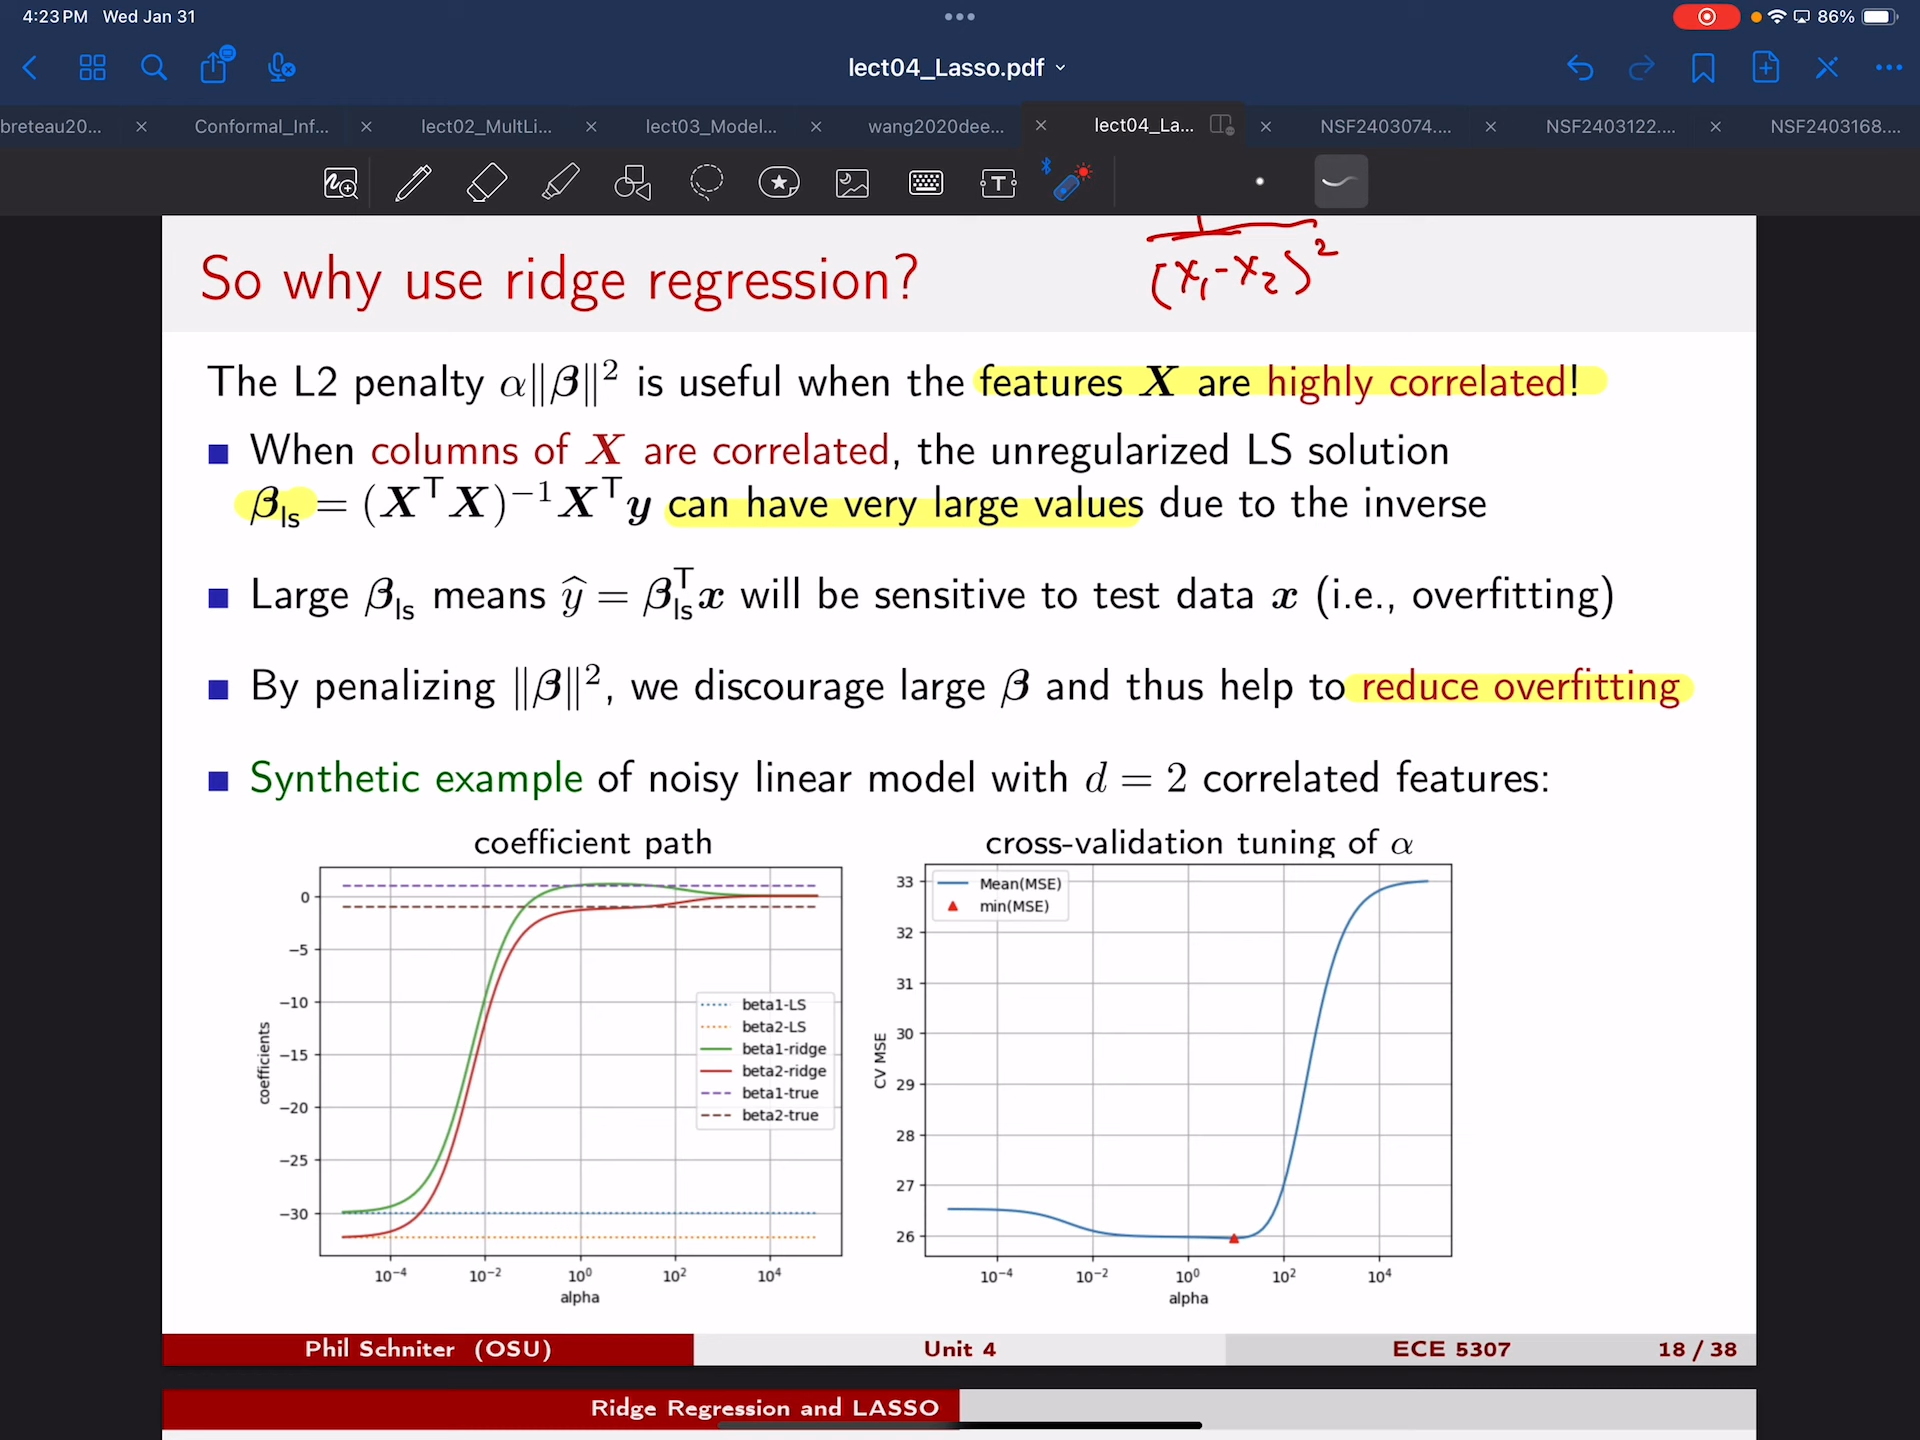 4:23 PM Wed Jan 31
86%
lect04_Lasso.pdf
breteau20...
Conformal_Inf...
lect02_MultLi...
lect03_Model...
wang2020dee...
lect04_La...
NSF2403074....
NSF2403122....
NSF2403168....
So why use ridge regression?
(x₁-x₂)²
The L2 penalty α‖β‖² is useful when the features X are highly correlated!
When columns of X are correlated, the unregularized LS solution
β_ls = (XᵀX)⁻¹Xᵀy can have very large values due to the inverse
Large β_ls means ŷ = β_lsᵀx will be sensitive to test data x (i.e., overfitting)
By penalizing ‖β‖², we discourage large β and thus help to reduce overfitting
Synthetic example of noisy linear model with d = 2 correlated features:
coefficient path
0
−5
−10
−15
−20
−25
−30
coefficients
beta1-LS
beta2-LS
beta1-ridge
beta2-ridge
beta1-true
beta2-true
10⁻⁴ 10⁻² 10⁰ 10² 10⁴
alpha
cross-validation tuning of α
Mean(MSE)
min(MSE)
33
32
31
30
29
28
27
26
CV MSE
10⁻⁴ 10⁻² 10⁰ 10² 10⁴
alpha
Phil Schniter (OSU) Unit 4 ECE 5307 18 / 38
Ridge Regression and LASSO